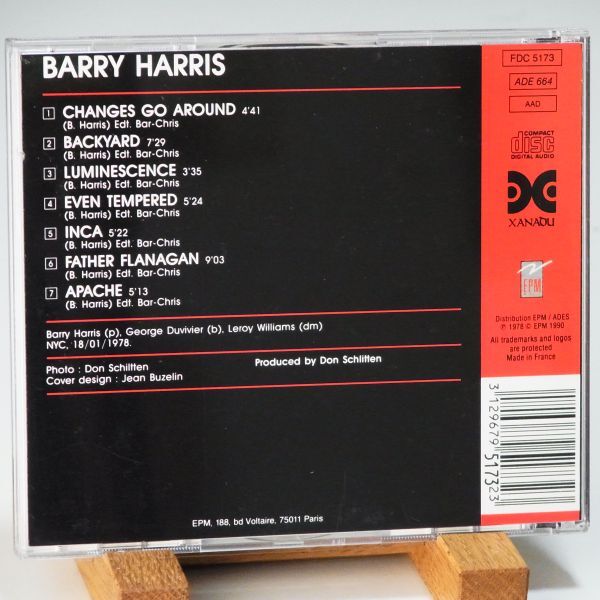 BARRY HARRIS
1 CHANGES GO AROUND 4'41
(B. Harris) Edt. Bar-Chris
2 BACKYARD 7'29
(B. Harris) Edt. Bar-Chris
3 LUMINESCENCE 3'35
(B. Harris) Edt. Bar-Chris
4 EVEN TEMPERED 5'24
(B. Harris) Edt. Bar-Chris
5 INCA 5'22
(B. Harris) Edt. Bar-Chris
6 FATHER FLANAGAN 9'03
(B. Harris) Edt. Bar-Chris
7 APACHE 5'13
(B. Harris) Edt. Bar-Chris
Barry Harris (p), George Duvivier (b), Leroy Williams (dm)
NYC, 18/01/1978.
Photo : Don Schlitten
Cover design : Jean Buzelin
Produced by Don Schlitten
EPM, 188, bd Voltaire, 75011 Paris
FDC 5173
ADE 664
AAD
COMPACT
disc
DIGITAL AUDIO
XANADU
EPM
Distribution EPM / ADES
℗ 1978 © EPM 1990
All trademarks and logos
are protected
Made in France
3 129679 517323